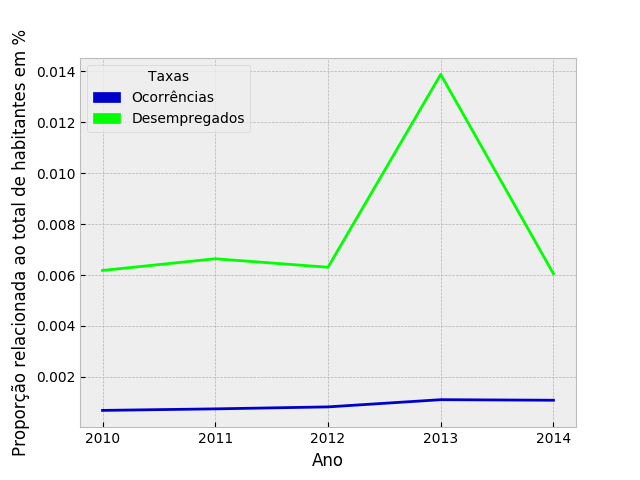 Proporção relacionada ao total de habitantes em %
0.014
0.012
0.010
0.008
0.006
0.004
0.002
Taxas
Ocorrências
Desempregados
2010 2011 2012 2013 2014
Ano